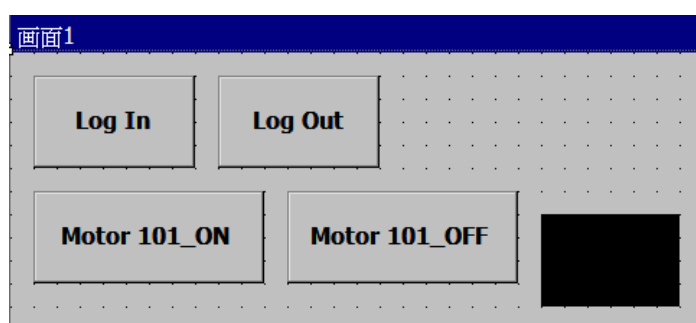 画面1
Log In
Log Out
Motor 101_ON
Motor 101_OFF